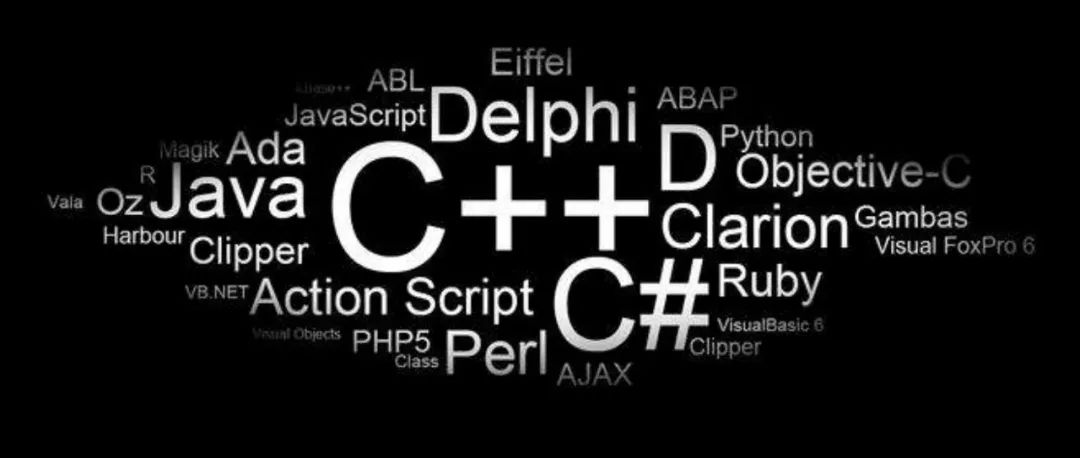 Eiffel
ABL
Delphi
ABAP
JavaScript
Python
Magik
Ada
D
Objective-C
R
Java
C++
Vala
Oz
Clarion
Gambas
Harbour
Clipper
Visual FoxPro 6
VB.NET
Action Script
C#
Ruby
Visual Objects
PHP5
Perl
VisualBasic 6
Class
Clipper
AJAX